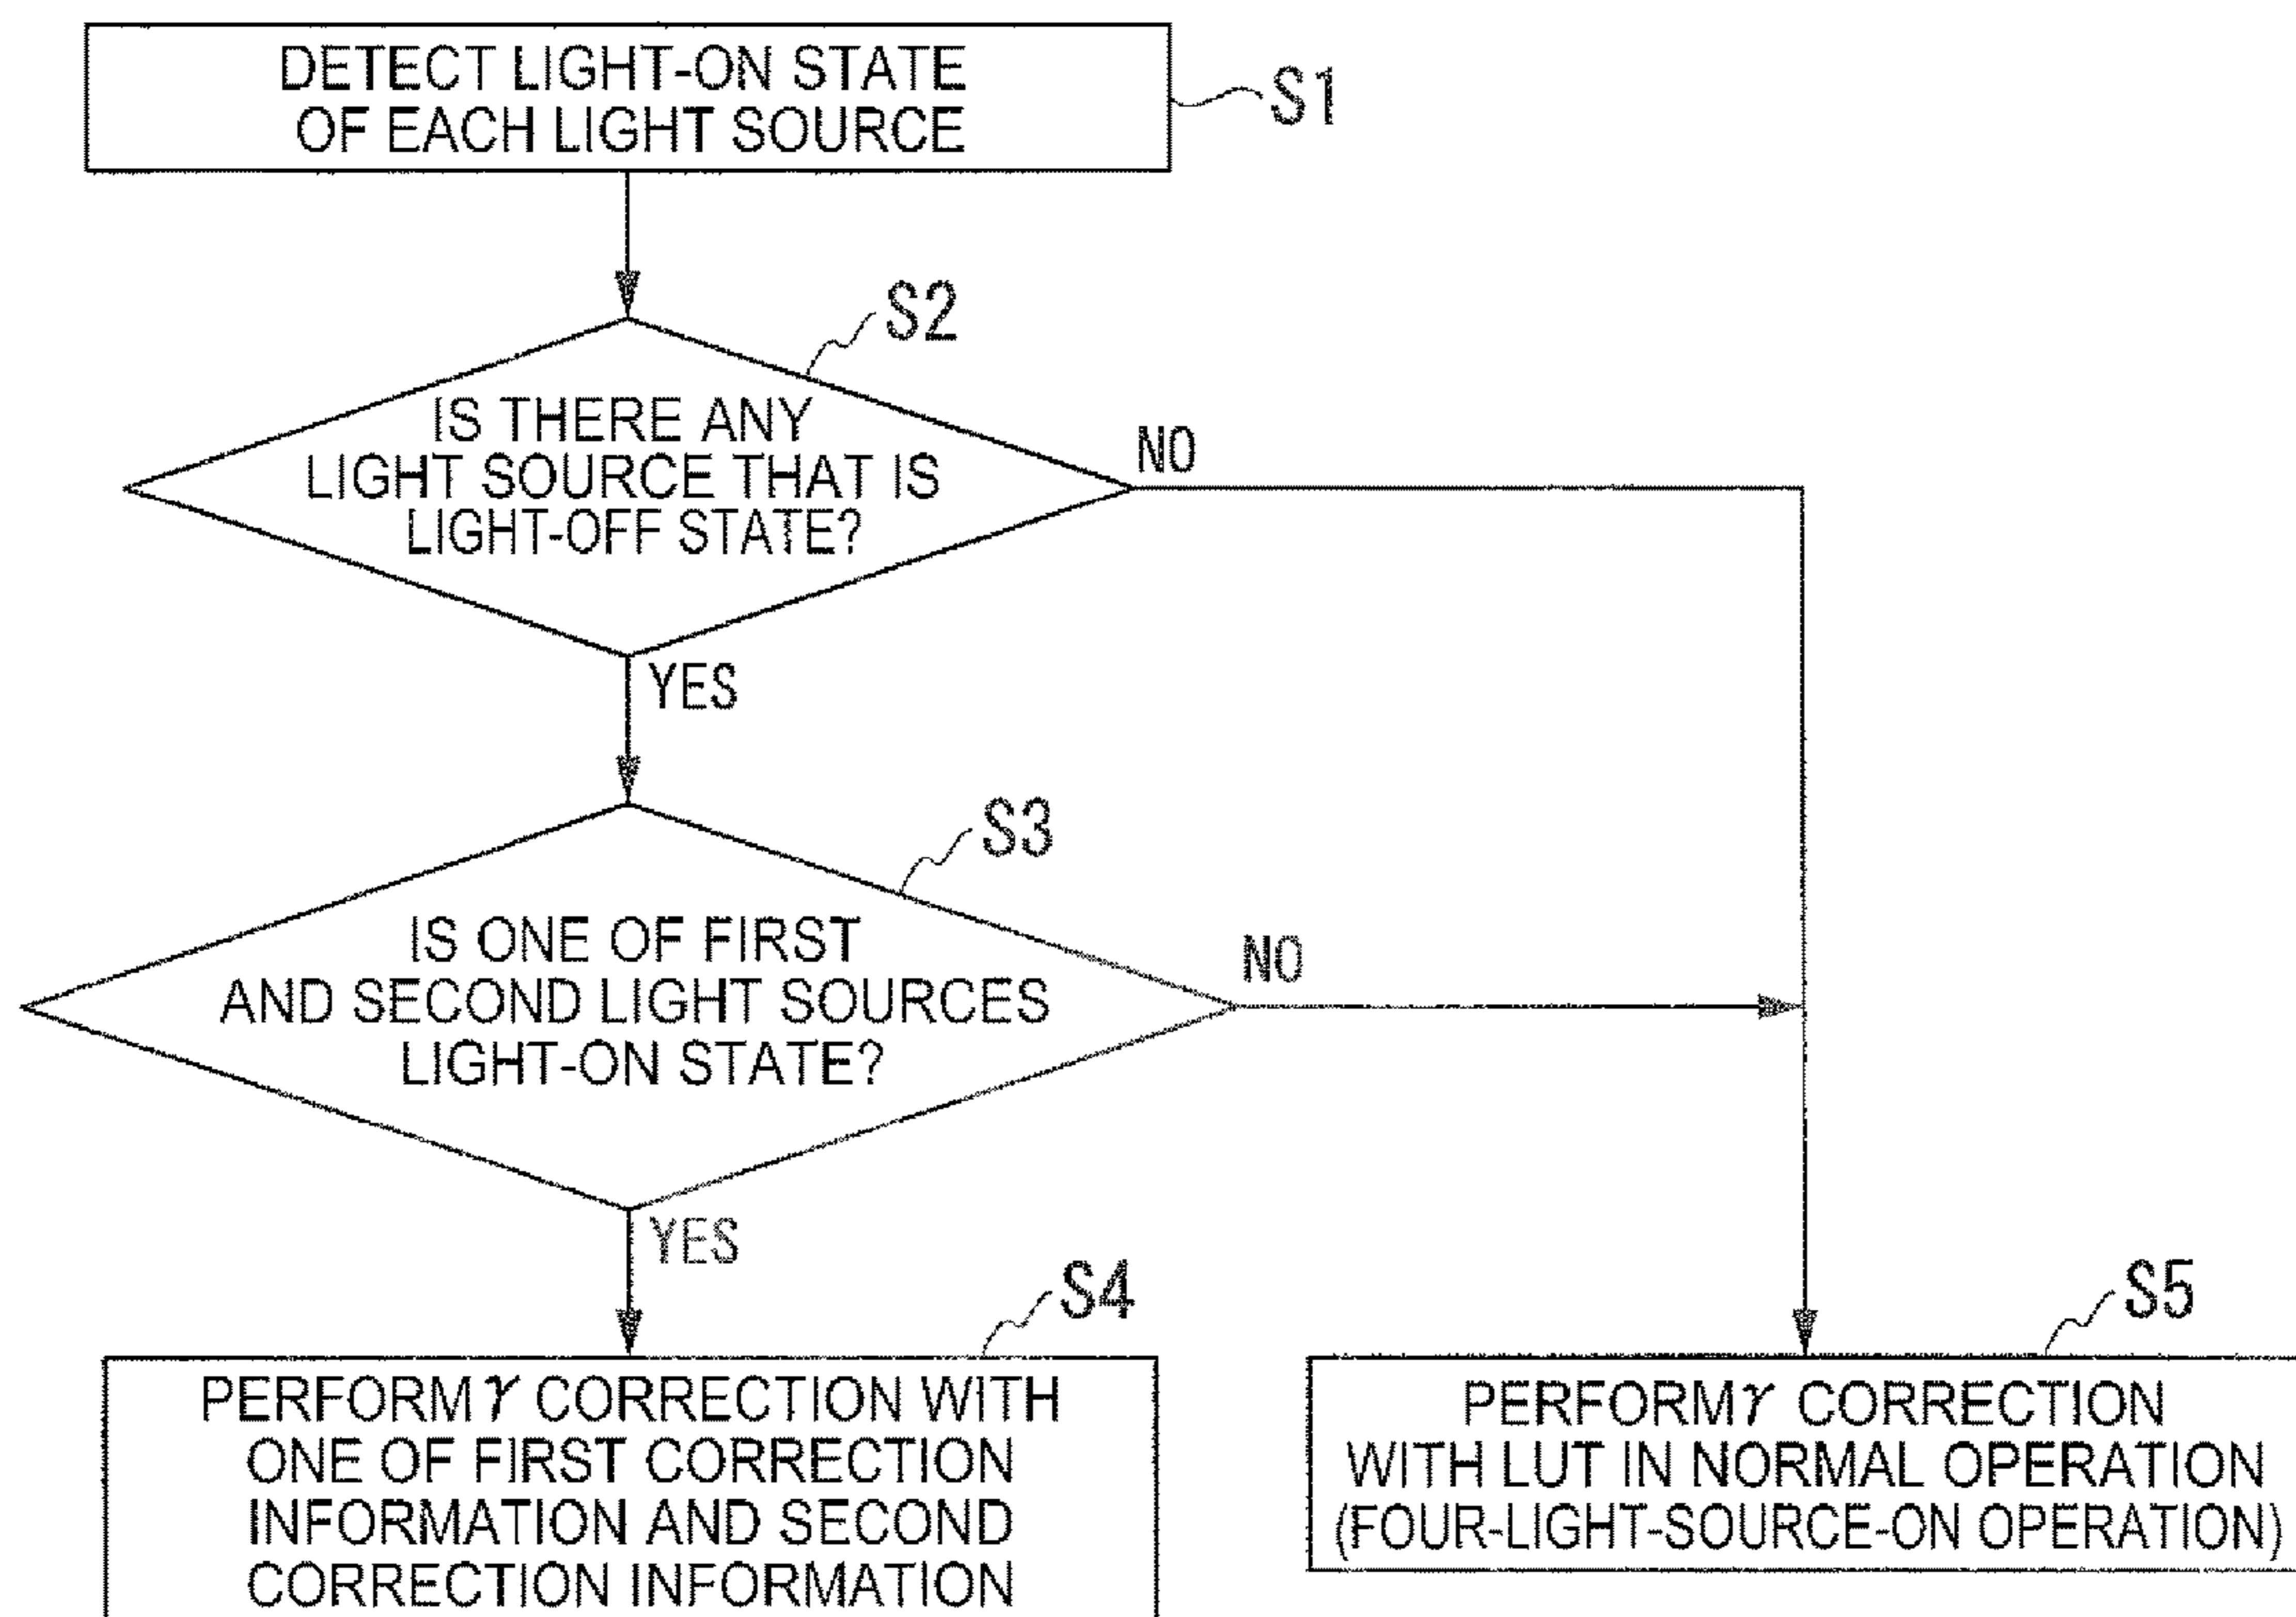 DETECT LIGHT-ON STATE
OF EACH LIGHT SOURCE
S1
S2
IS THERE ANY
LIGHT SOURCE THAT IS
LIGHT-OFF STATE?
NO
YES
S3
IS ONE OF FIRST
AND SECOND LIGHT SOURCES
LIGHT-ON STATE?
NO
YES
S4
PERFORM γ CORRECTION WITH
ONE OF FIRST CORRECTION
INFORMATION AND SECOND
CORRECTION INFORMATION
S5
PERFORM γ CORRECTION
WITH LUT IN NORMAL OPERATION
(FOUR-LIGHT-SOURCE-ON OPERATION)